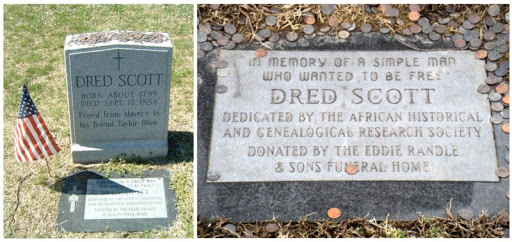 DRED SCOTT
BORN ABOUT 1799
DIED SEPT. 17, 1858
Freed from slavery by
his friend Taylor Blow
IN MEMORY OF A SIMPLE MAN
WHO WANTED TO BE FREE
DRED SCOTT
DEDICATED BY THE AFRICAN HISTORICAL
AND GENEALOGICAL RESEARCH SOCIETY
DONATED BY THE EDDIE RANDLE
& SONS FUNERAL HOME